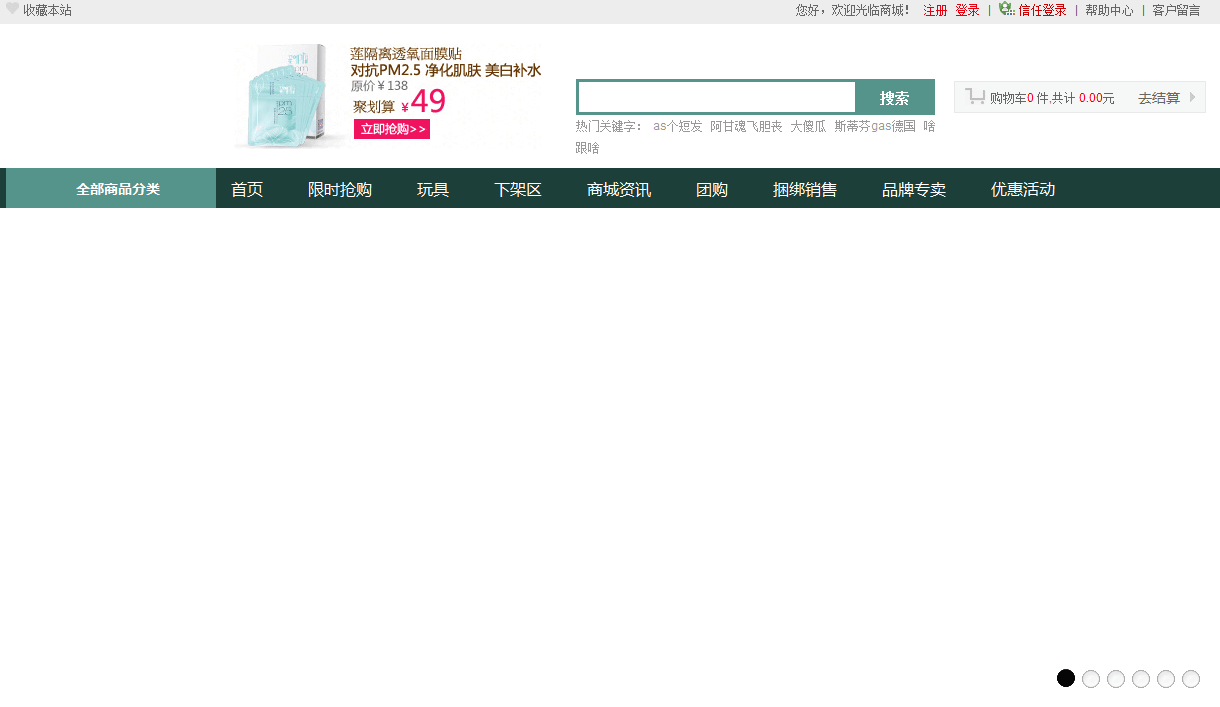 收藏本站
您好，欢迎光临商城！ 注册 登录 | 信任登录 | 帮助中心 | 客户留言
莲隔离透氧面膜贴
对抗PM2.5 净化肌肤 美白补水
原价￥138
聚划算 ￥49
立即抢购>>
搜索
购物车0 件,共计 0.00元 去结算
热门关键字： as个短发 阿甘魂飞胆丧 大傻瓜 斯蒂芬gas德国 啥
跟啥
全部商品分类 首页 限时抢购 玩具 下架区 商城资讯 团购 捆绑销售 品牌专卖 优惠活动